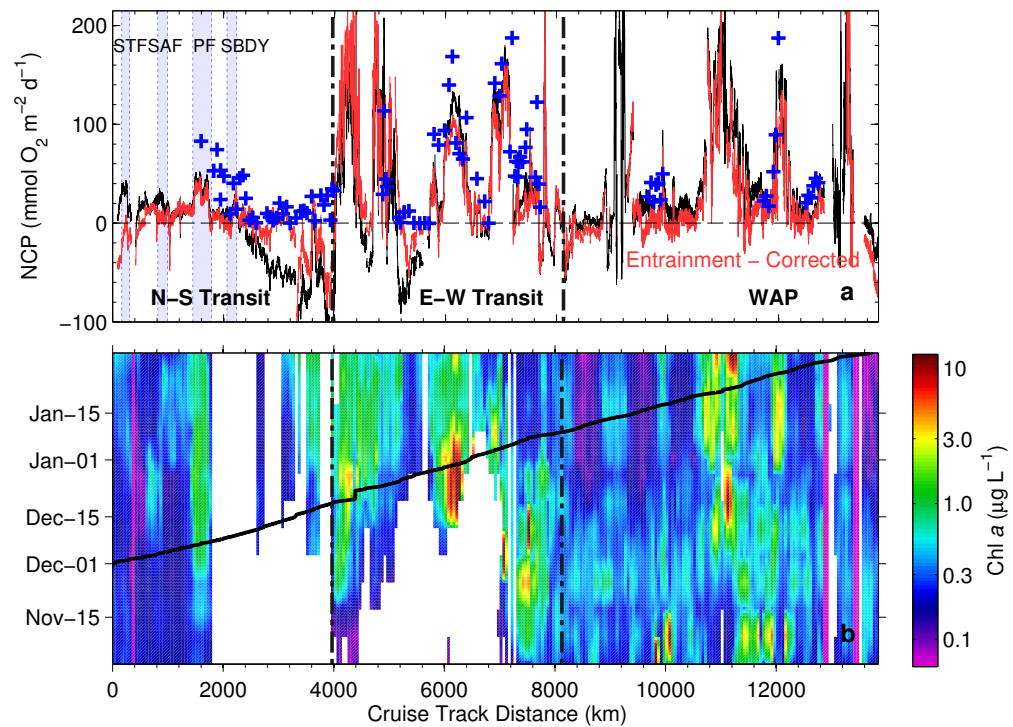 200
STF SAF PF SBDY
100
0
−100
NCP (mmol O2 m−2 d−1)
Entrainment − Corrected
N−S Transit
E−W Transit
WAP
a
Jan−15
Jan−01
Dec−15
Dec−01
Nov−15
b
0 2000 4000 6000 8000 10000 12000
Cruise Track Distance (km)
10
3.0
1.0
0.3
0.1
Chl a (µg L−1)